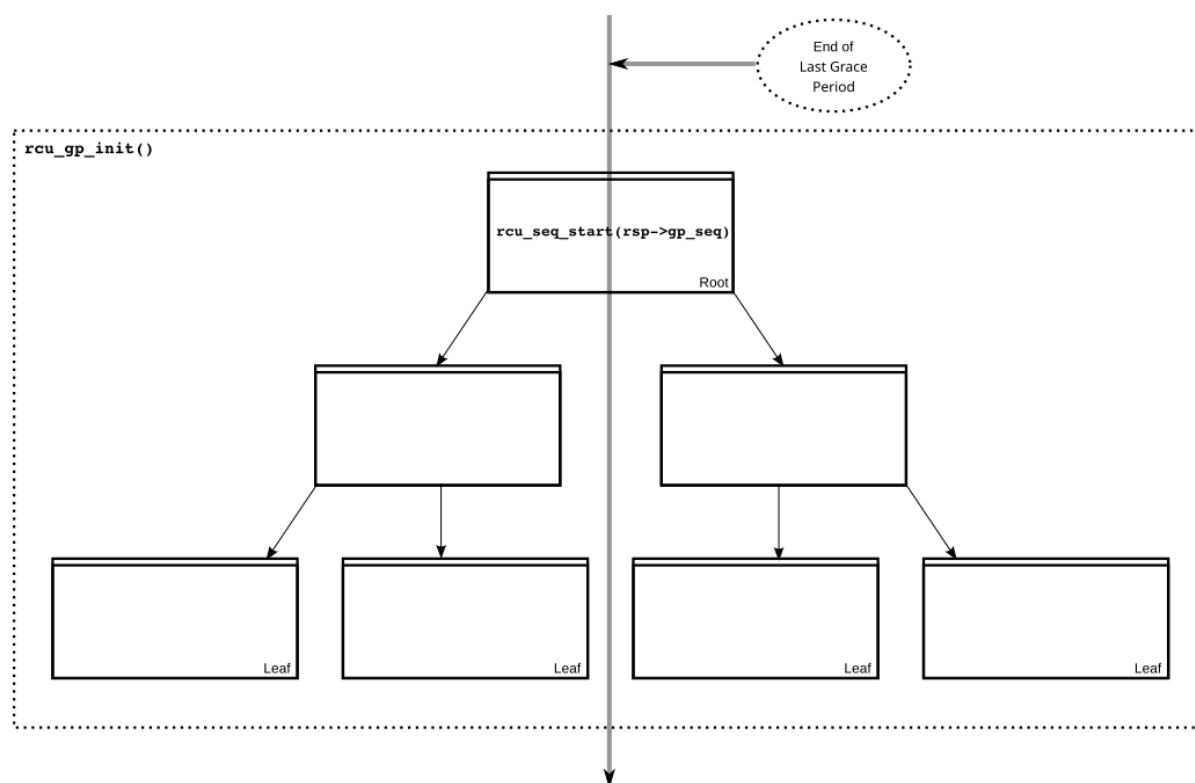 End of
Last Grace
Period
rcu_gp_init()
rcu_seq_start(rsp->gp_seq)
Root
Leaf
Leaf
Leaf
Leaf